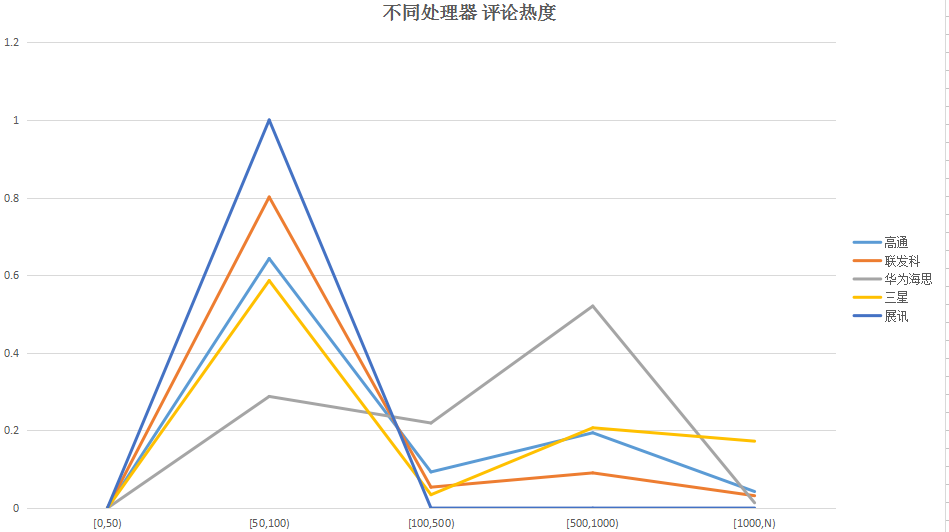 不同处理器 评论热度
1.2
1
0.8
0.6
0.4
0.2
0
[0,50)
[50,100)
[100,500)
[500,1000)
[1000,N)
高通
联发科
华为海思
三星
展讯